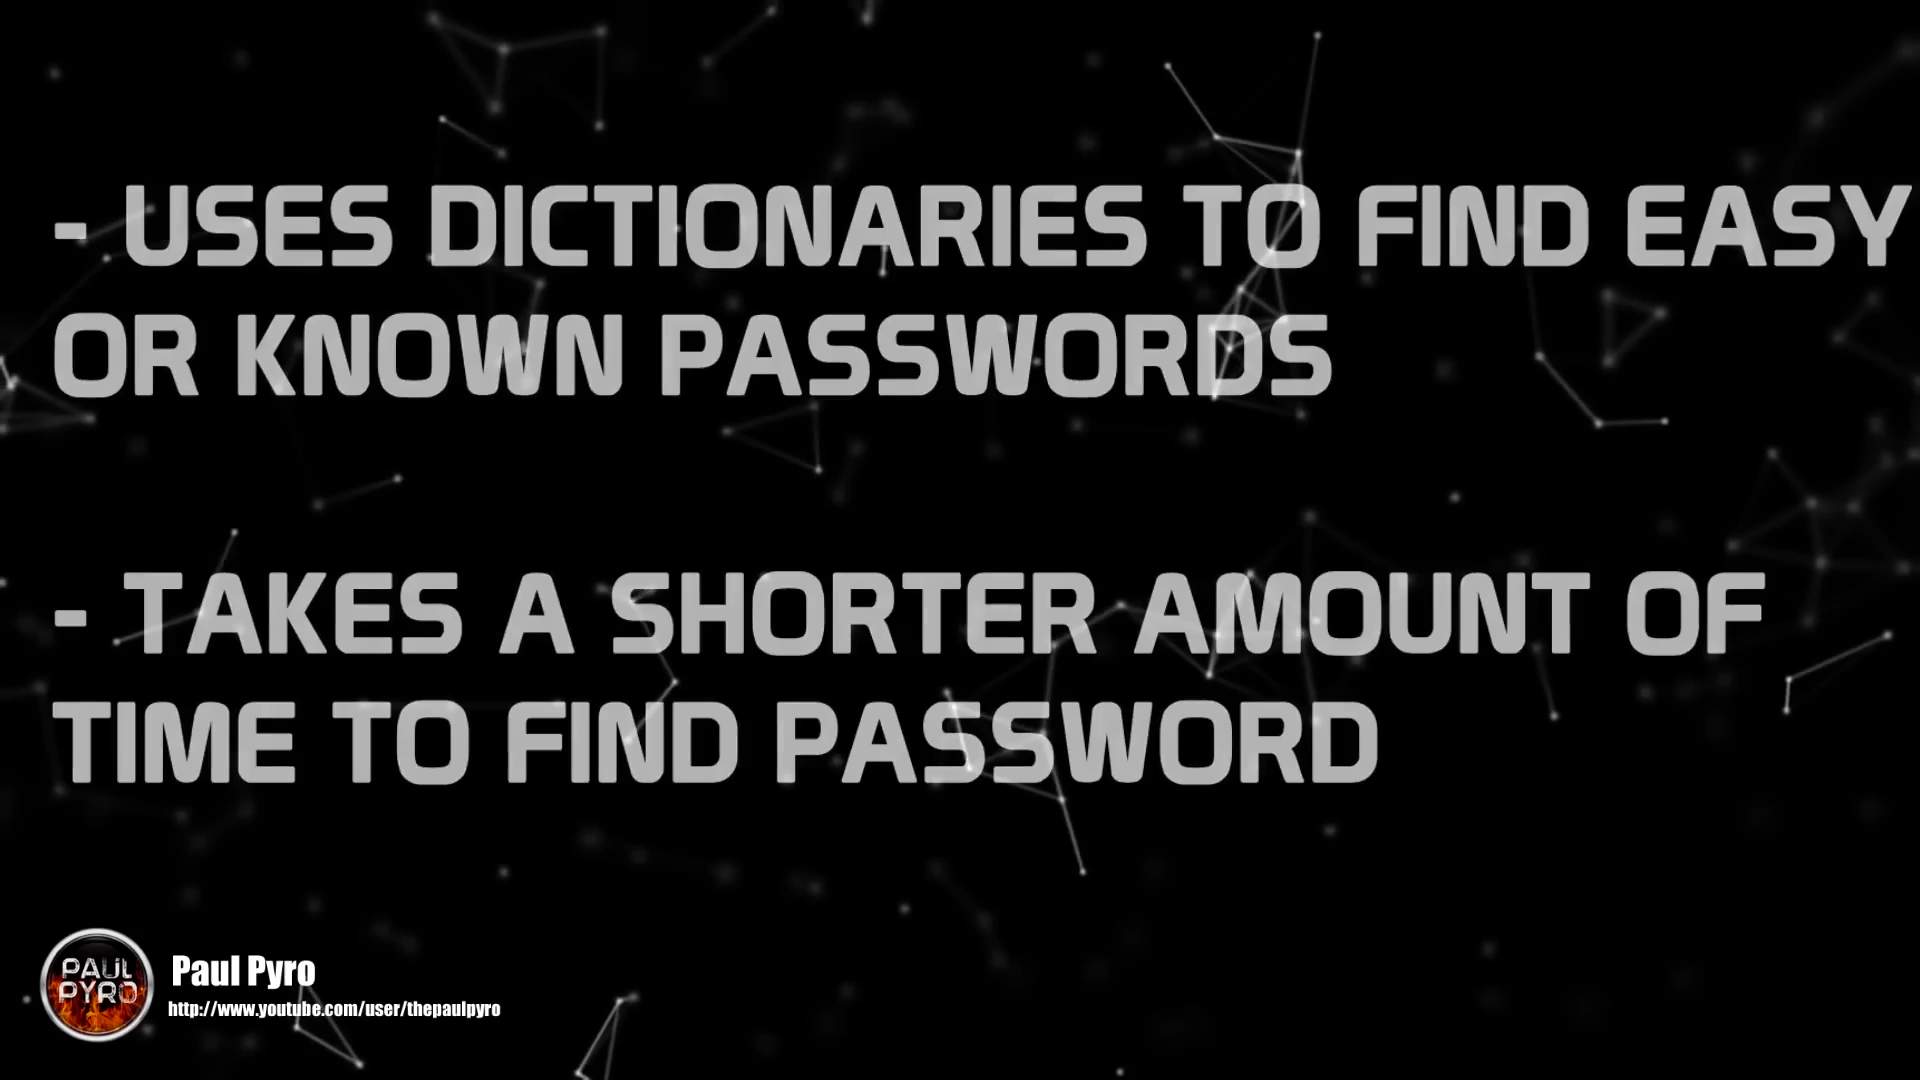 - USES DICTIONARIES TO FIND EASY
OR KNOWN PASSWORDS
- TAKES A SHORTER AMOUNT OF
TIME TO FIND PASSWORD
PAUL
PYRO
Paul Pyro
http://www.youtube.com/user/thepaulpyro